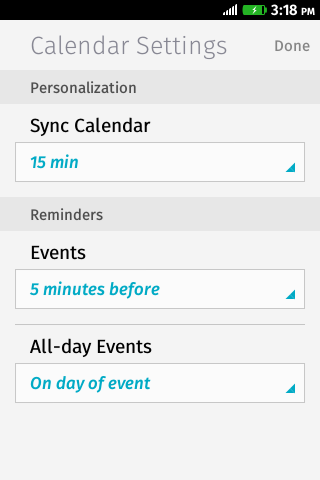 3:18 PM
Calendar Settings
Done
Personalization
Sync Calendar
15 min
Reminders
Events
5 minutes before
All-day Events
On day of event